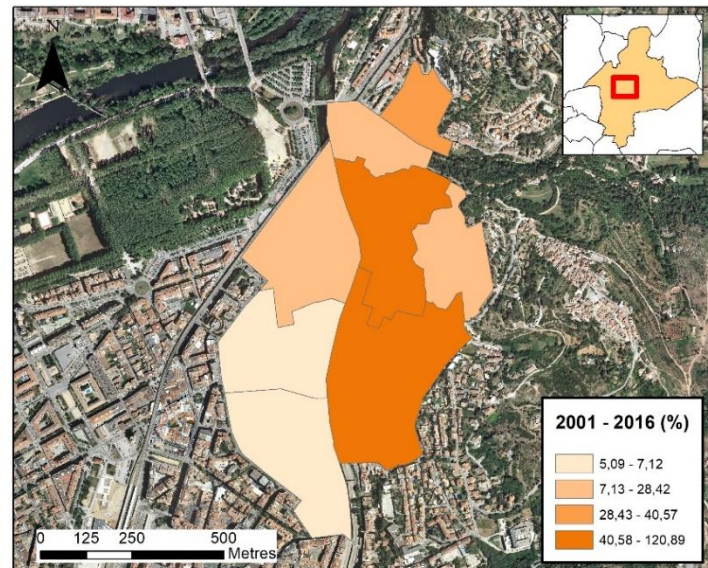 N
2001 - 2016 (%)
5,09 - 7,12
7,13 - 28,42
28,43 - 40,57
40,58 - 120,89
0 125 250 500
Metres